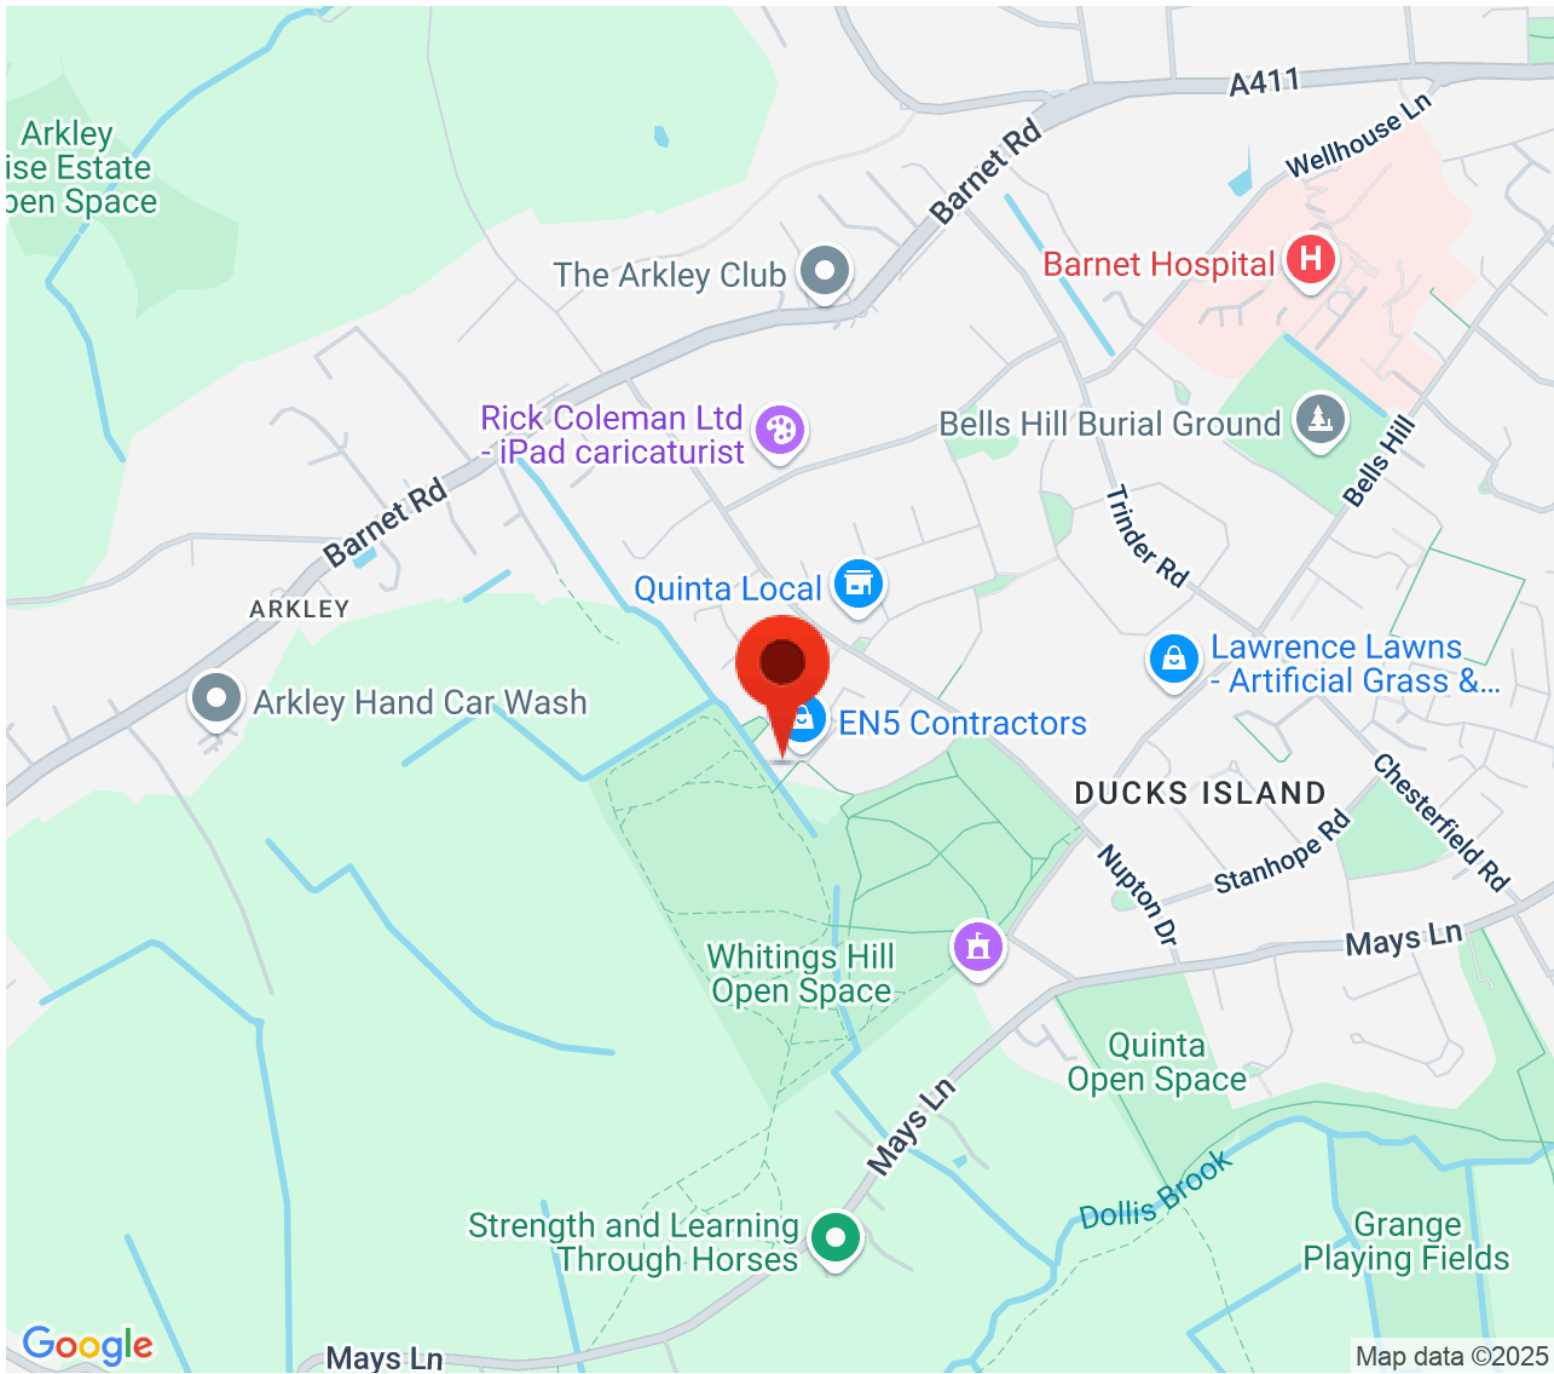 A411
Wellhouse Ln
Arkley
ise Estate
pen Space
Barnet Rd
The Arkley Club
Barnet Hospital
H
Rick Coleman Ltd
- iPad caricaturist
Bells Hill Burial Ground
Bells Hill
Barnet Rd
Trinder Rd
Quinta Local
ARKLEY
Lawrence Lawns
- Artificial Grass &...
Arkley Hand Car Wash
EN5 Contractors
DUCKS ISLAND
Chesterfield Rd
Stanhope Rd
Nupton Dr
Mays Ln
Whitings Hill
Open Space
Quinta
Open Space
Mays Ln
Dollis Brook
Strength and Learning
Through Horses
Grange
Playing Fields
Google
Mays Ln
Map data ©2025